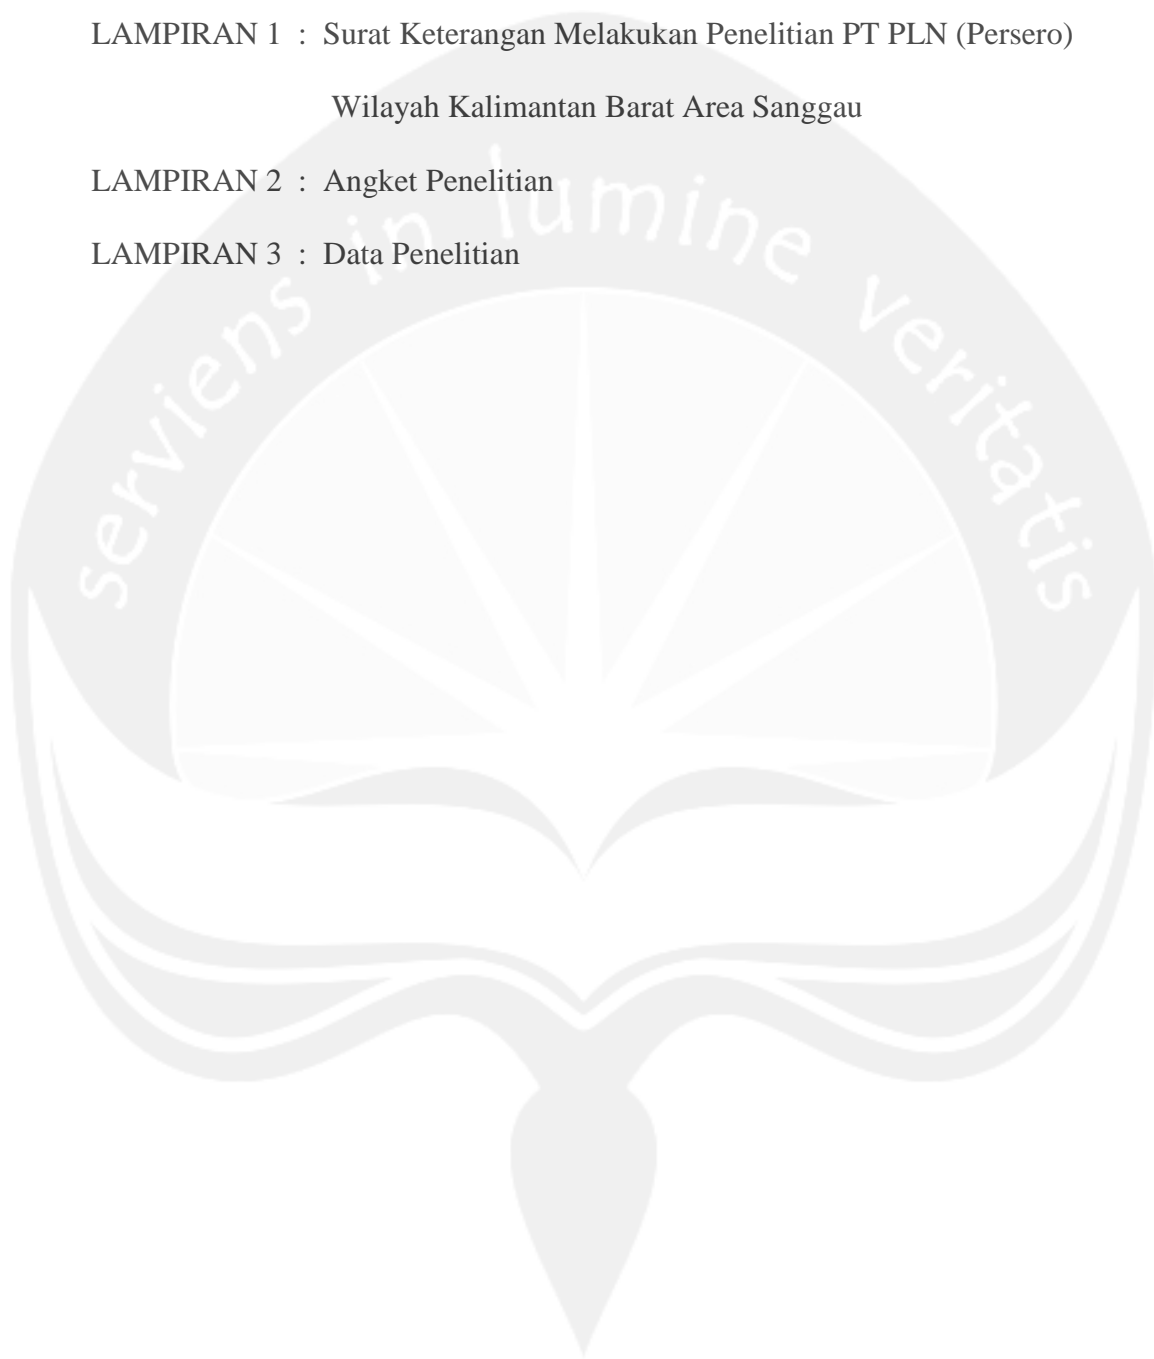 LAMPIRAN 1 : Surat Keterangan Melakukan Penelitian PT PLN (Persero)
Wilayah Kalimantan Barat Area Sanggau
LAMPIRAN 2 : Angket Penelitian
LAMPIRAN 3 : Data Penelitian
serviens in lumine veritatis